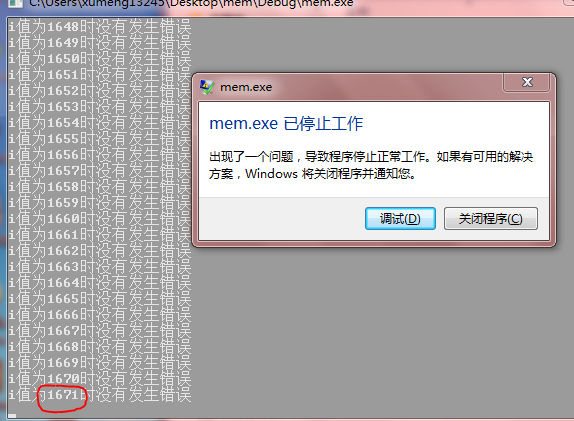 C:\Users\xumeng13245\Desktop\mem\Debug\mem.exe
i值为1648时没有发生错误
i值为1649时没有发生错误
i值为1650时没有发生错误
i值为1651时没有发生错误
i值为1652时没有发生错误
i值为1653时没有发生错误
i值为1654时没有发生错误
i值为1655时没有发生错误
i值为1656时没有发生错误
i值为1657时没有发生错误
i值为1658时没有发生错误
i值为1659时没有发生错误
i值为1660时没有发生错误
i值为1661时没有发生错误
i值为1662时没有发生错误
i值为1663时没有发生错误
i值为1664时没有发生错误
i值为1665时没有发生错误
i值为1666时没有发生错误
i值为1667时没有发生错误
i值为1668时没有发生错误
i值为1669时没有发生错误
i值为1670时没有发生错误
i值为1671时没有发生错误
mem.exe
mem.exe 已停止工作
出现了一个问题，导致程序停止正常工作。如果有可用的解决
方案，Windows 将关闭程序并通知您。
调试(D)
关闭程序(C)